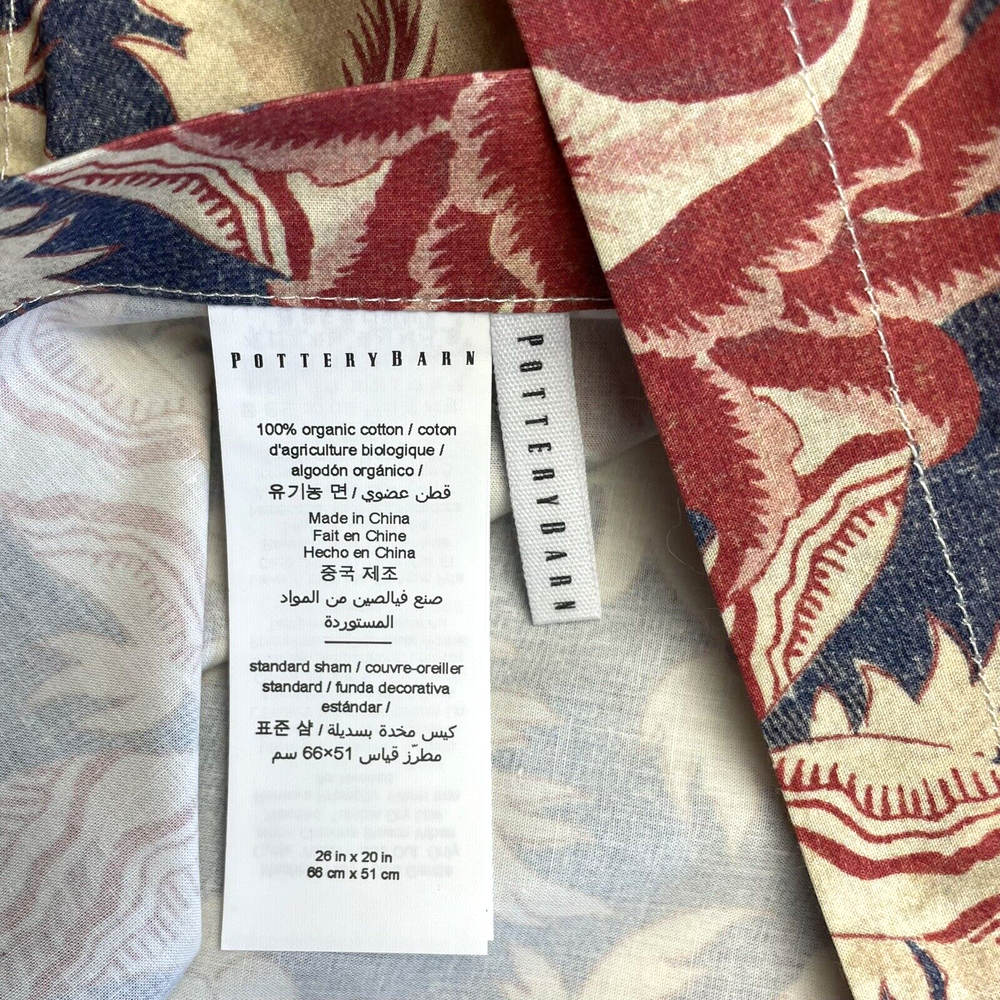 POTTERYBARN
100% organic cotton / coton
d'agriculture biologique /
algodón orgánico /
유기농 면 / قطن عضوي
Made in China
Fait en Chine
Hecho en China
중국 제조
صنع فيالصين من المواد
المستوردة
standard sham / couvre-oreiller
standard / funda decorativa
estándar /
표준 샴 / كيس مخدة بسديلة
مطرّز قياس 51×66 سم
26 in x 20 in
66 cm x 51 cm
POTTERYBARN